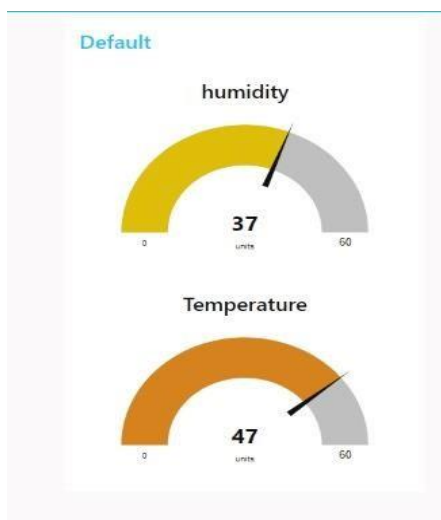 Default
humidity
37
units
0 60
Temperature
47
units
0 60